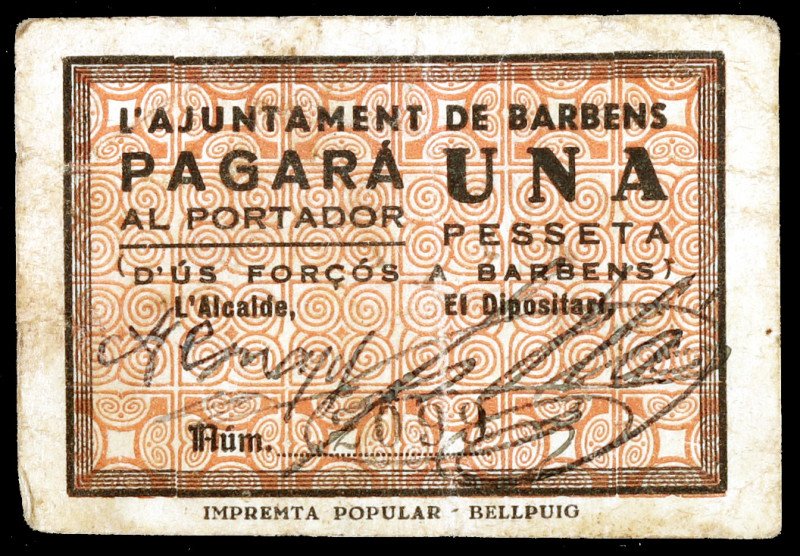 L'AJUNTAMENT DE BARBENS
PAGARÁ UNA
AL PORTADOR PESSETA
(D'ÚS FORÇÓS A BARBENS)
L'Alcalde, El Dipositari,
Núm.
IMPREMTA POPULAR - BELLPUIG